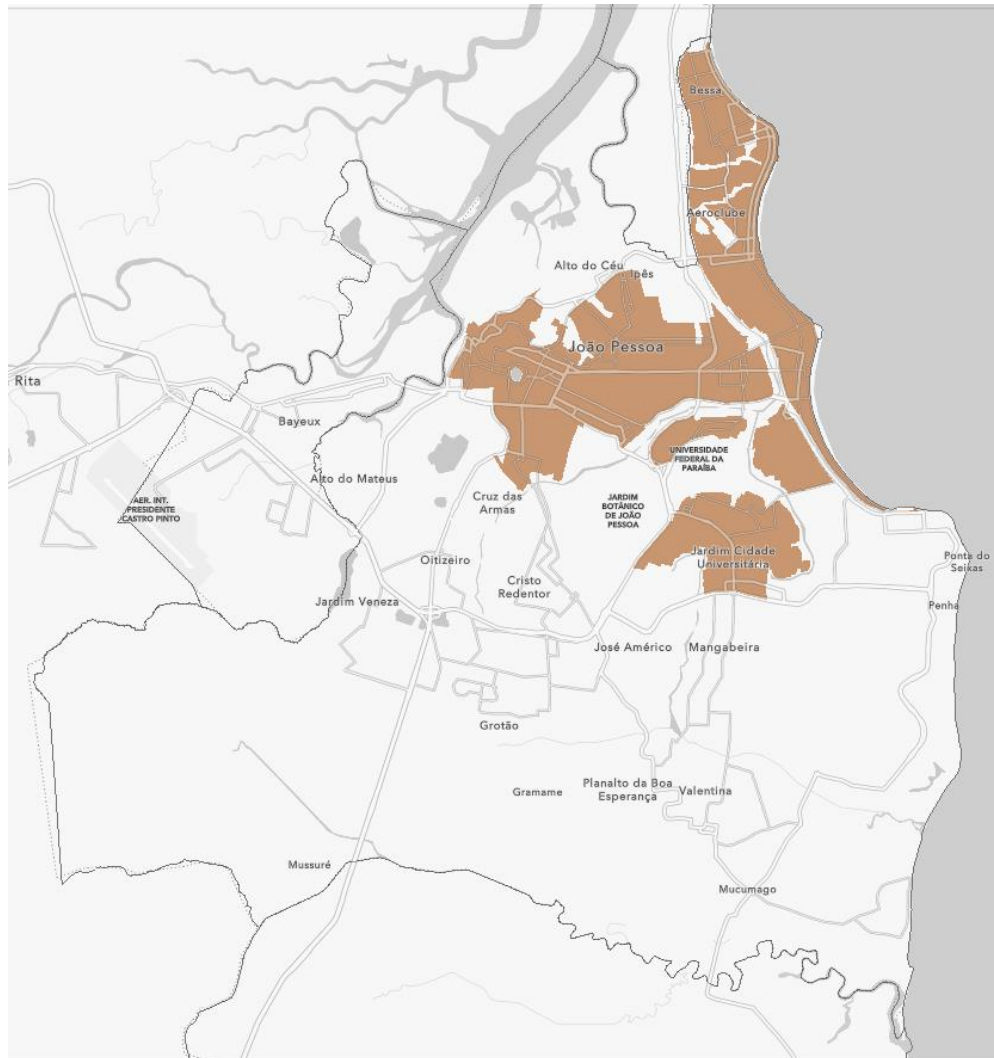 Bessa
Aeroclube
Alto do Céu
Ipês
João Pessoa
Rita
Bayeux
UNIVERSIDADE
FEDERAL DA
PARAÍBA
Alto do Mateus
AER. INT.
PRESIDENTE
CASTRO PINTO
Cruz das
Armas
JARDIM
BOTÂNICO
DE JOÃO
PESSOA
Oitizeiro
Jardim Cidade
Universitária
Ponta do
Seixas
Cristo
Redentor
Jardim Veneza
Penha
José Américo
Mangabeira
Grotão
Planalto da Boa
Esperança
Gramame
Valentina
Mussuré
Mucumago